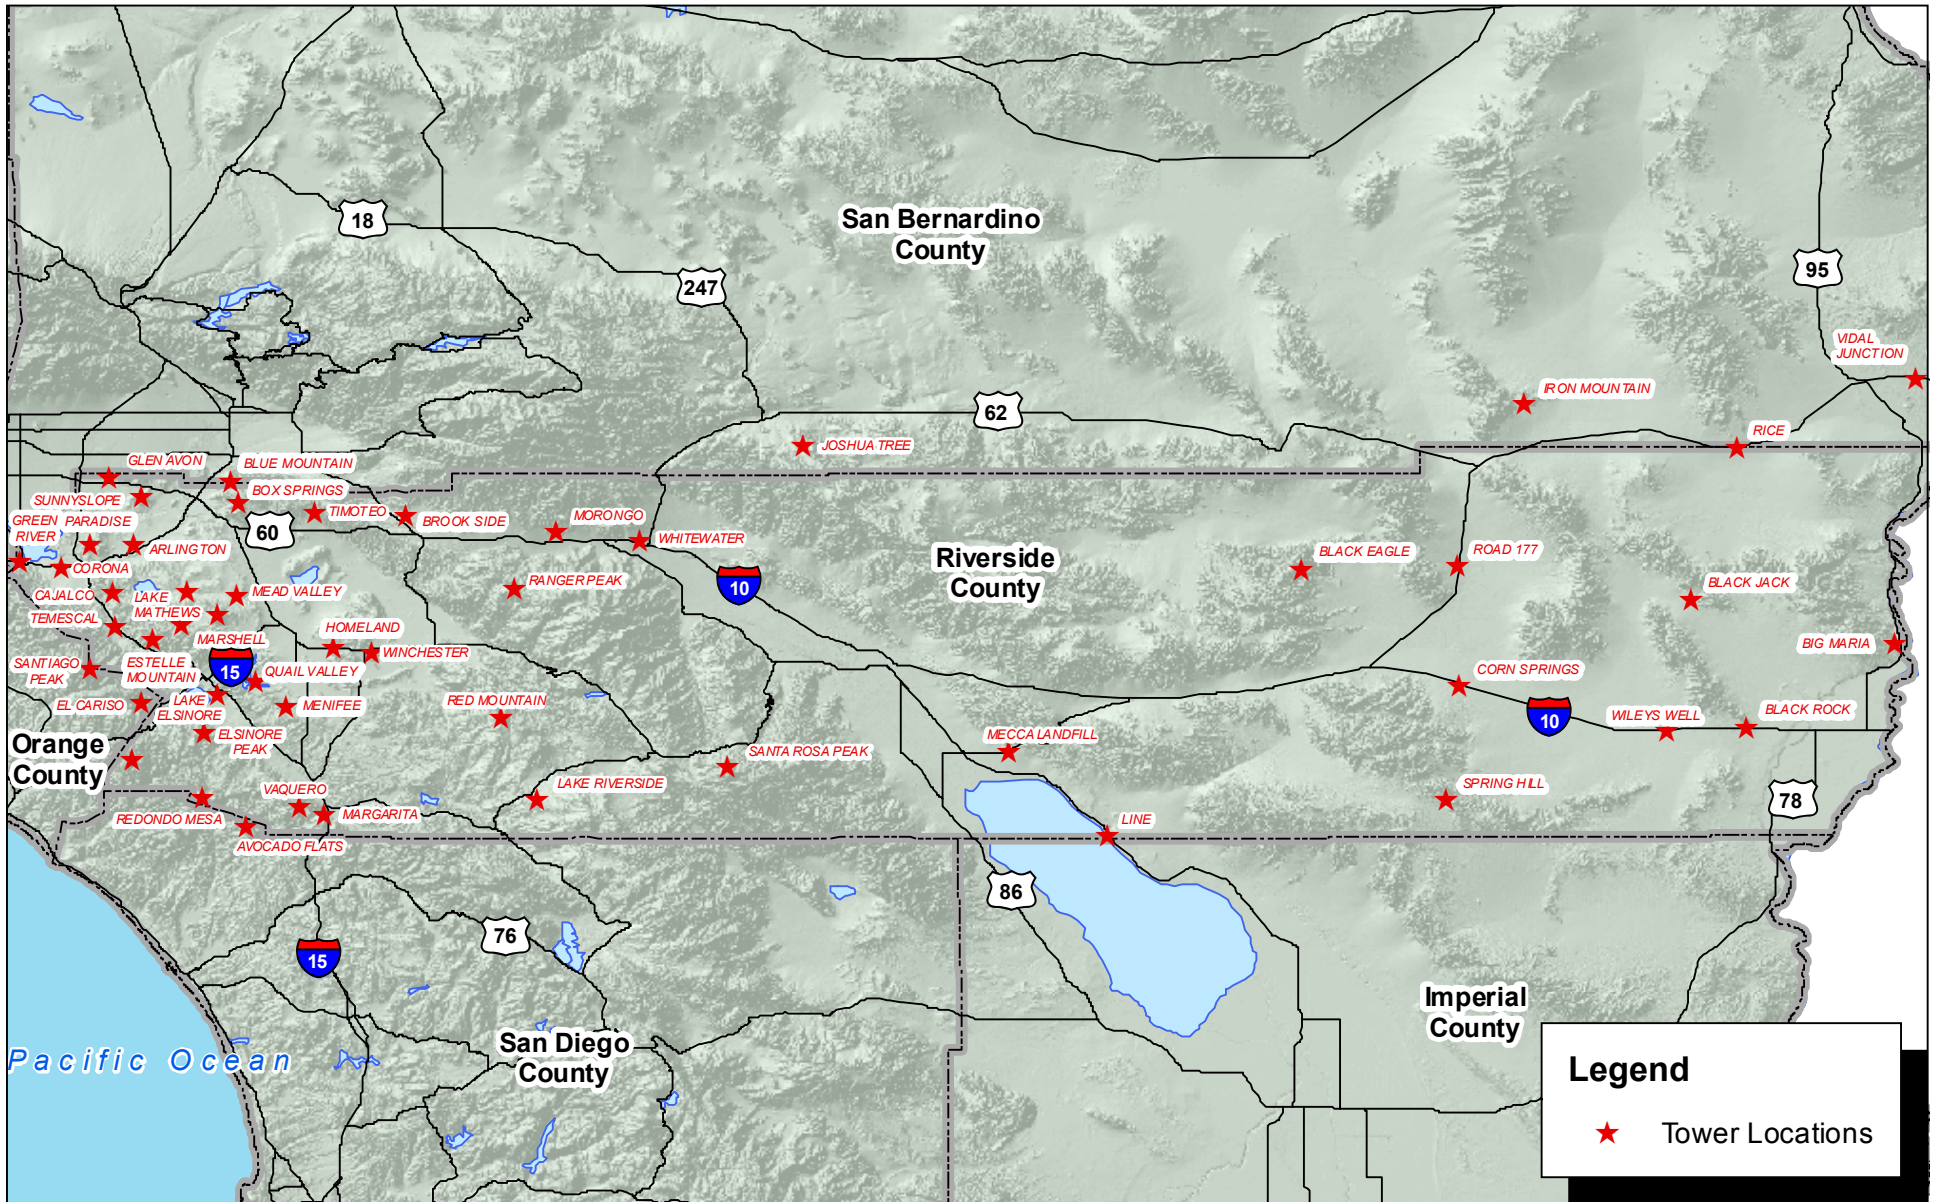 18
San Bernardino
County
247
95
VIDAL
JUNCTION
IRON MOUNTAIN
62
RICE
JOSHUA TREE
GLEN AVON
BLUE MOUNTAIN
BOX SPRINGS
SUNNYSLOPE
TIMOTEO
BROOK SIDE
MORONGO
GREEN
RIVER
PARADISE
60
WHITEWATER
ARLINGTON
CORONA
Riverside
County
BLACK EAGLE
ROAD 177
RANGER PEAK
10
BLACK JACK
CAJALCO
LAKE
MATHEWS
MEAD VALLEY
TEMESCAL
MARSHELL
HOMELAND
WINCHESTER
BIG MARIA
SANTIAGO
PEAK
ESTELLE
MOUNTAIN
15
QUAIL VALLEY
CORN SPRINGS
EL CARISO
LAKE
ELSINORE
MENIFEE
RED MOUNTAIN
10
WILEYS WELL
BLACK ROCK
Orange
County
ELSINORE
PEAK
MECCA LANDFILL
SANTA ROSA PEAK
VAQUERO
LAKE RIVERSIDE
SPRING HILL
78
REDONDO MESA
MARGARITA
LINE
AVOCADO FLATS
86
76
15
Imperial
County
San Diego
County
Pacific Ocean
Legend
Tower Locations